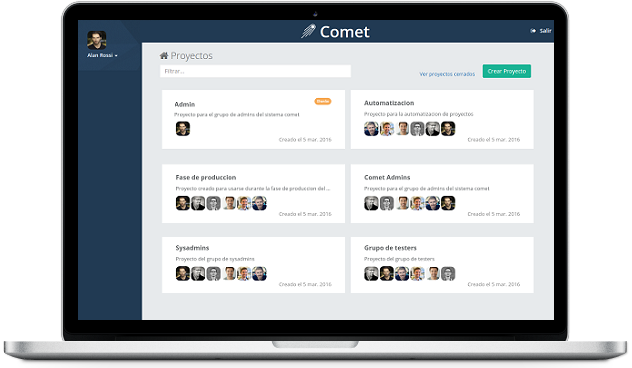 Comet
Salir
Alan Rossi
Proyectos
Filtrar...
Ver proyectos cerrados
Crear Proyecto
Admin
Proyecto para el grupo de admins del sistema comet
Creado el 5 mar. 2016
Automatizacion
Proyecto para la automatizacion de proyectos
Creado el 5 mar. 2016
Fase de produccion
Proyecto creado para usarse durante la fase de produccion del ...
Creado el 5 mar. 2016
Comet Admins
Proyecto para el grupo de admins del sistema comet
Creado el 5 mar. 2016
Sysadmins
Proyecto del grupo de sysadmins
Creado el 5 mar. 2016
Grupo de testers
Proyecto del grupo de testers
Creado el 5 mar. 2016